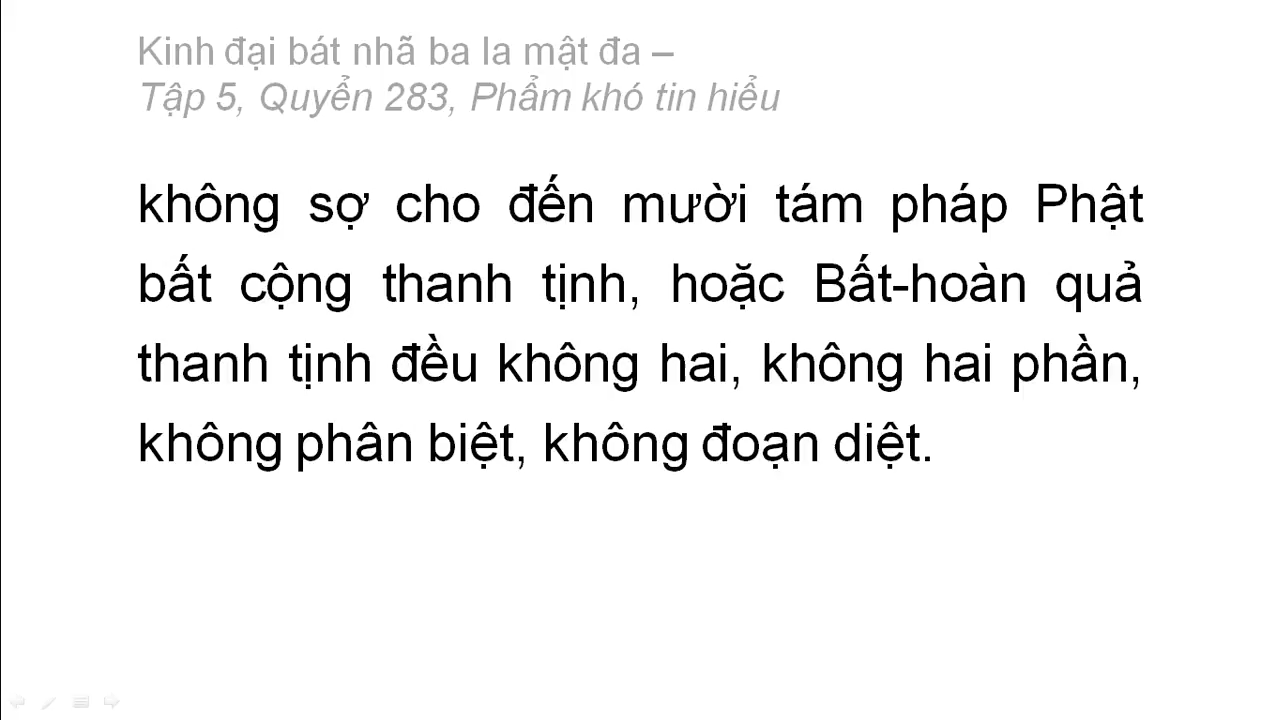 Kinh đại bát nhã ba la mật đa –
Tập 5, Quyển 283, Phẩm khó tin hiểu
không sợ cho đến mười tám pháp Phật
bất cộng thanh tịnh, hoặc Bất-hoàn quả
thanh tịnh đều không hai, không hai phần,
không phân biệt, không đoạn diệt.